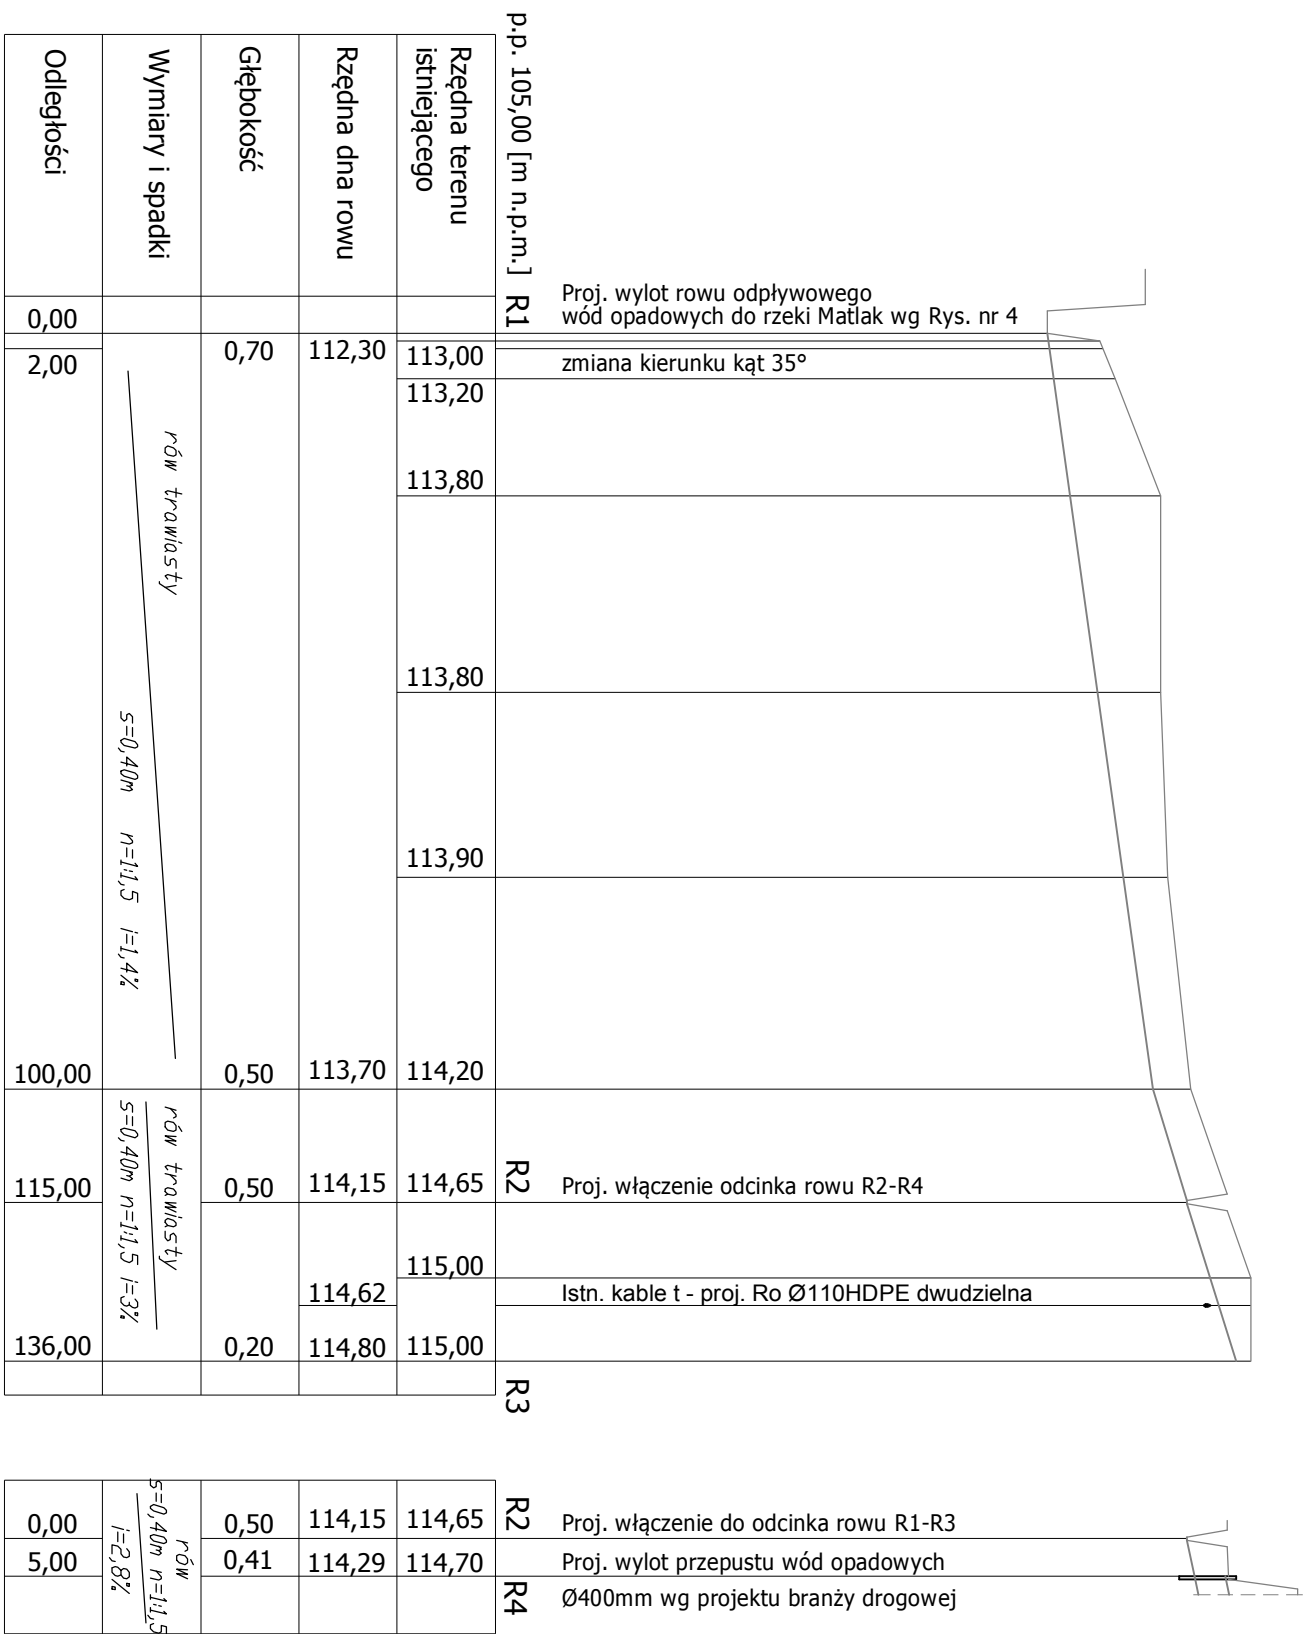 p.p. 105,00 [m n.p.m.]
Rzędna terenu
istniejącego
Rzędna dna rowu
Głębokość
Wymiary i spadki
Odległości
R1
Proj. wylot rowu odpływowego
wód opadowych do rzeki Matlak wg Rys. nr 4
0,00
0,70 112,30 113,00
2,00
zmiana kierunku kąt 35°
113,20
113,80
113,80
113,90
rów trawiasty
s=0,40m n=1:1,5 i=1,4%
100,00 0,50 113,70 114,20
rów trawiasty
s=0,40m n=1:1,5 i=3%
R2
115,00 0,50 114,15 114,65 Proj. włączenie odcinka rowu R2-R4
115,00
114,62 Istn. kable t - proj. Ro Ø110HDPE dwudzielna
136,00 0,20 114,80 115,00
R3
R2
0,00 0,50 114,15 114,65 Proj. włączenie do odcinka rowu R1-R3
5,00 0,41 114,29 114,70 Proj. wylot przepustu wód opadowych
Ø400mm wg projektu branży drogowej
R4
rów
s=0,40m n=1:1,5
i=2,8%